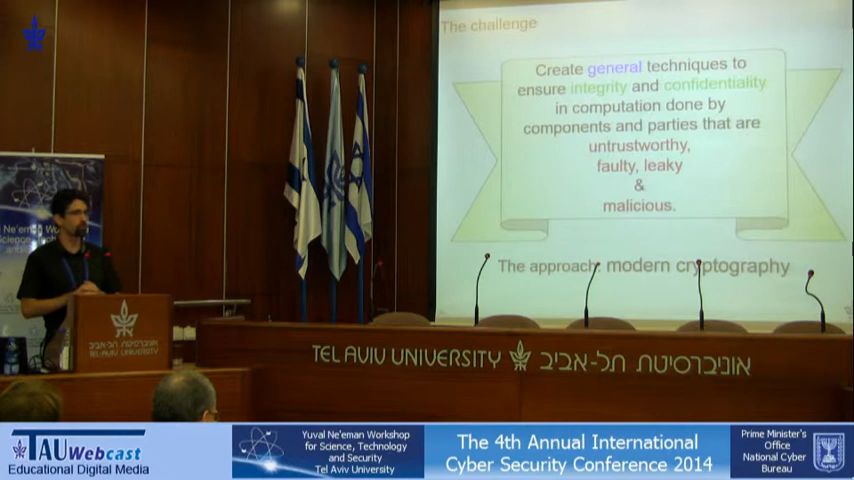 The challenge
Create general techniques to
ensure integrity and confidentiality
in computation done by
components and parties that are
untrustworthy,
faulty, leaky
&
malicious.
The approach: modern cryptography
אוניברסיטת תל-אביב
TEL AVIV UNIVERSITY
TEL AVIV UNIVERSITY
אוניברסיטת תל-אביב
TAU Webcast
Educational Digital Media
Yuval Ne'eman Workshop
for Science, Technology
and Security
Tel Aviv University
The 4th Annual International
Cyber Security Conference 2014
Prime Minister's
Office
National Cyber
Bureau